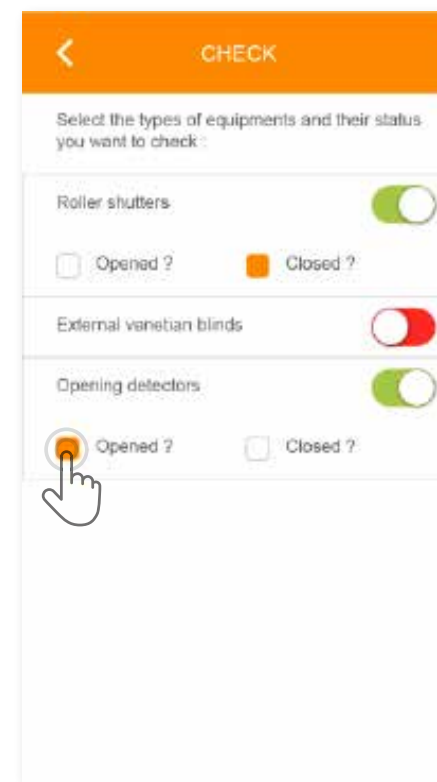 CHECK
Select the types of equipments and their status
you want to check :
Roller shutters
Opened ?
Closed ?
External venetian blinds
Opening detectors
Opened ?
Closed ?